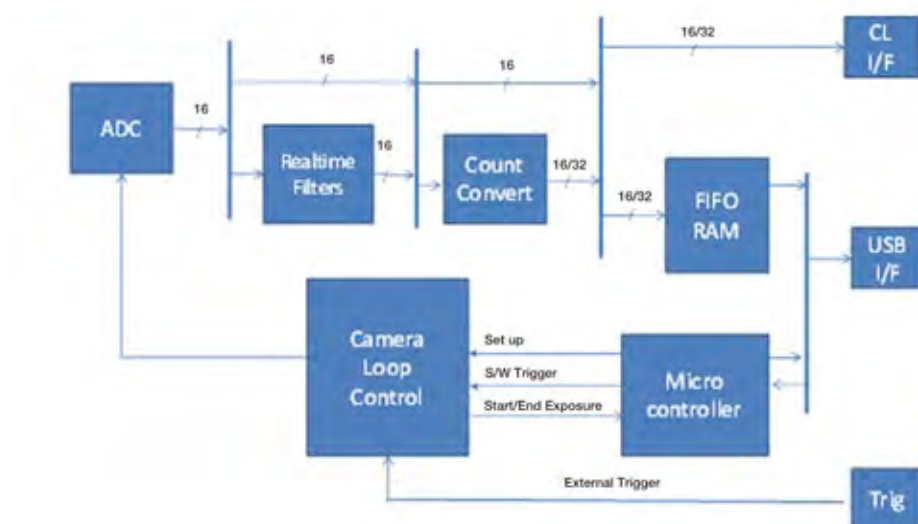 16/32
CL
I/F
16
16
16
ADC
Realtime
Filters
16
Count
Convert
16/32
16/32
FIFO
RAM
USB
I/F
Camera
Loop
Control
Set up
S/W Trigger
Start/End Exposure
Micro
controller
External Trigger
Trig